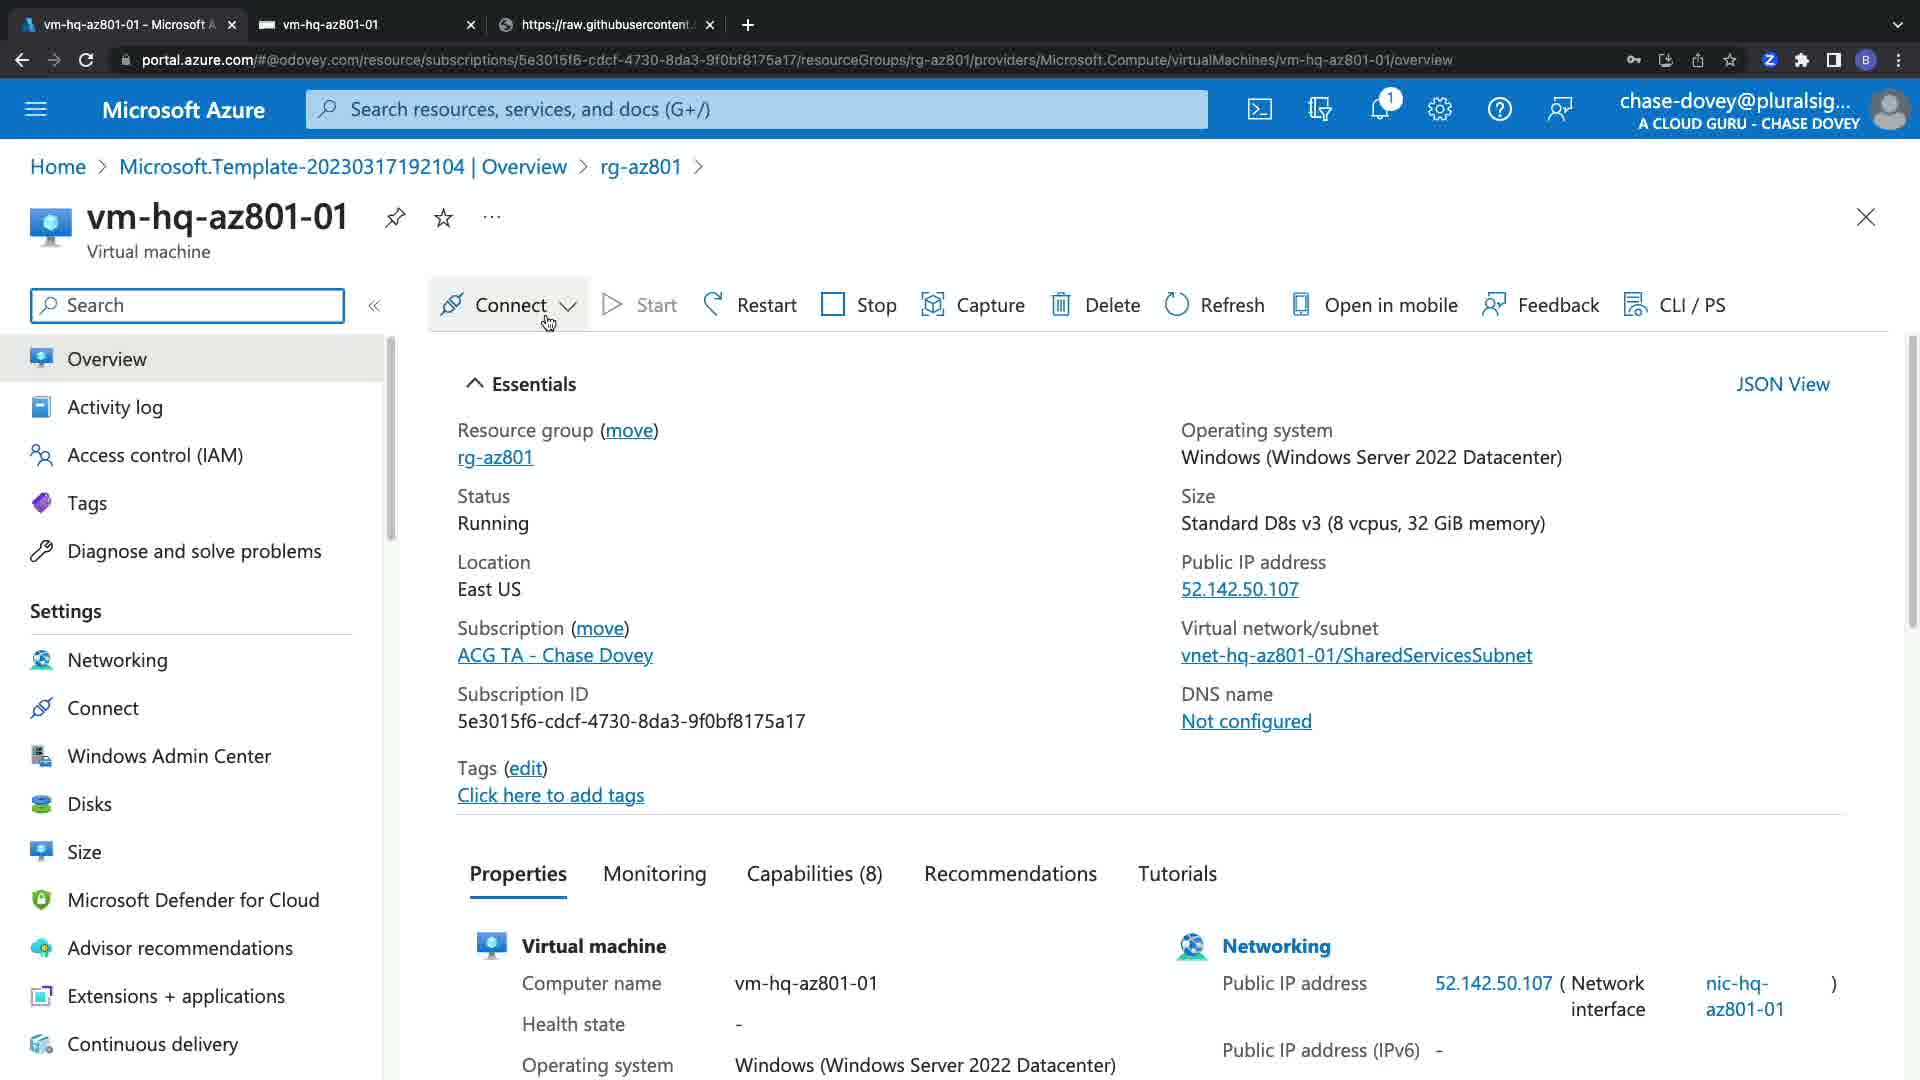 vm-hq-az801-01 - Microsoft A
vm-hq-az801-01
https://raw.githubusercontent.
portal.azure.com/#@odovey.com/resource/subscriptions/5e3015f6-cdcf-4730-8da3-9f0bf8175a17/resourceGroups/rg-az801/providers/Microsoft.Compute/virtualMachines/vm-hq-az801-01/overview
Z
B
Microsoft Azure
Search resources, services, and docs (G+/)
1
chase-dovey@pluralsig...
A CLOUD GURU - CHASE DOVEY
Home > Microsoft.Template-20230317192104 | Overview > rg-az801 >
vm-hq-az801-01
Virtual machine
Search
Connect
Start
Restart
Stop
Capture
Delete
Refresh
Open in mobile
Feedback
CLI / PS
Overview
Activity log
Access control (IAM)
Tags
Diagnose and solve problems
Settings
Networking
Connect
Windows Admin Center
Disks
Size
Microsoft Defender for Cloud
Advisor recommendations
Extensions + applications
Continuous delivery
Essentials
JSON View
Resource group (move)
rg-az801
Status
Running
Location
East US
Subscription (move)
ACG TA - Chase Dovey
Subscription ID
5e3015f6-cdcf-4730-8da3-9f0bf8175a17
Tags (edit)
Click here to add tags
Operating system
Windows (Windows Server 2022 Datacenter)
Size
Standard D8s v3 (8 vcpus, 32 GiB memory)
Public IP address
52.142.50.107
Virtual network/subnet
vnet-hq-az801-01/SharedServicesSubnet
DNS name
Not configured
Properties
Monitoring
Capabilities (8)
Recommendations
Tutorials
Virtual machine
Computer name
vm-hq-az801-01
Health state
-
Operating system
Windows (Windows Server 2022 Datacenter)
Networking
Public IP address
52.142.50.107 ( Network interface nic-hq-az801-01 )
Public IP address (IPv6)
-